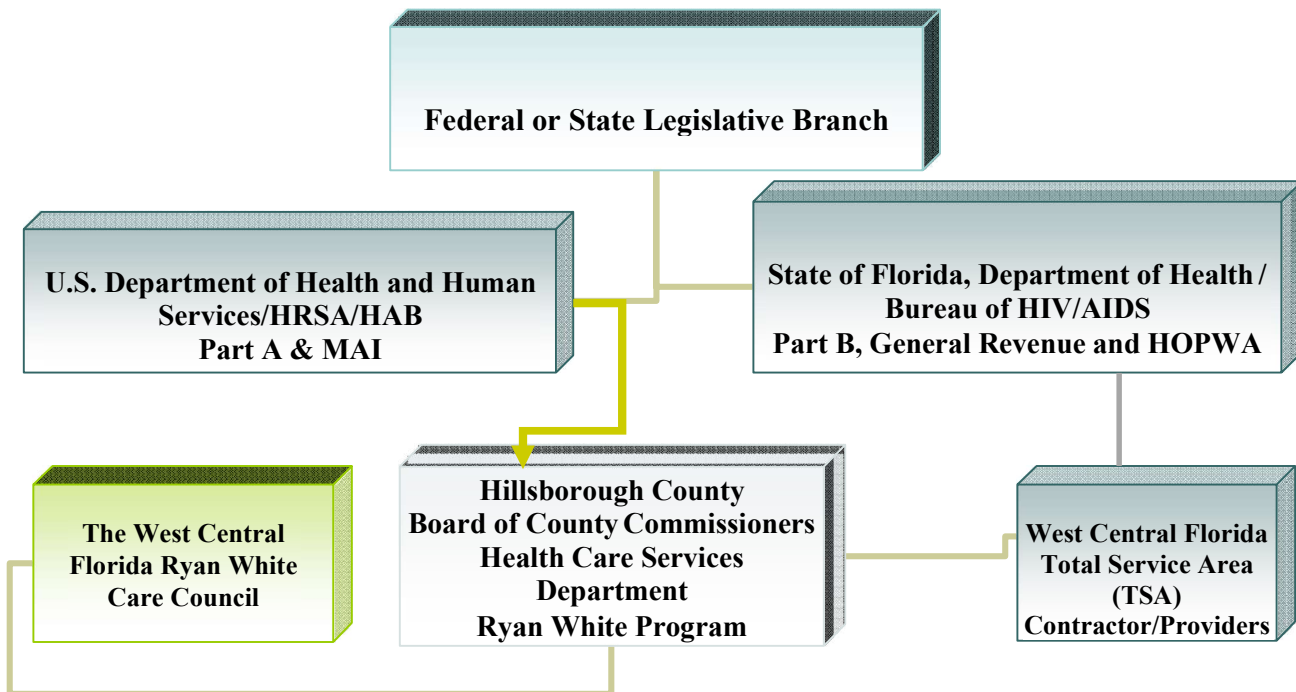 Federal or State Legislative Branch
U.S. Department of Health and Human
Services/HRSA/HAB
Part A & MAI
State of Florida, Department of Health /
Bureau of HIV/AIDS
Part B, General Revenue and HOPWA
The West Central
Florida Ryan White
Care Council
Hillsborough County
Board of County Commissioners
Health Care Services
Department
Ryan White Program
West Central Florida
Total Service Area
(TSA)
Contractor/Providers